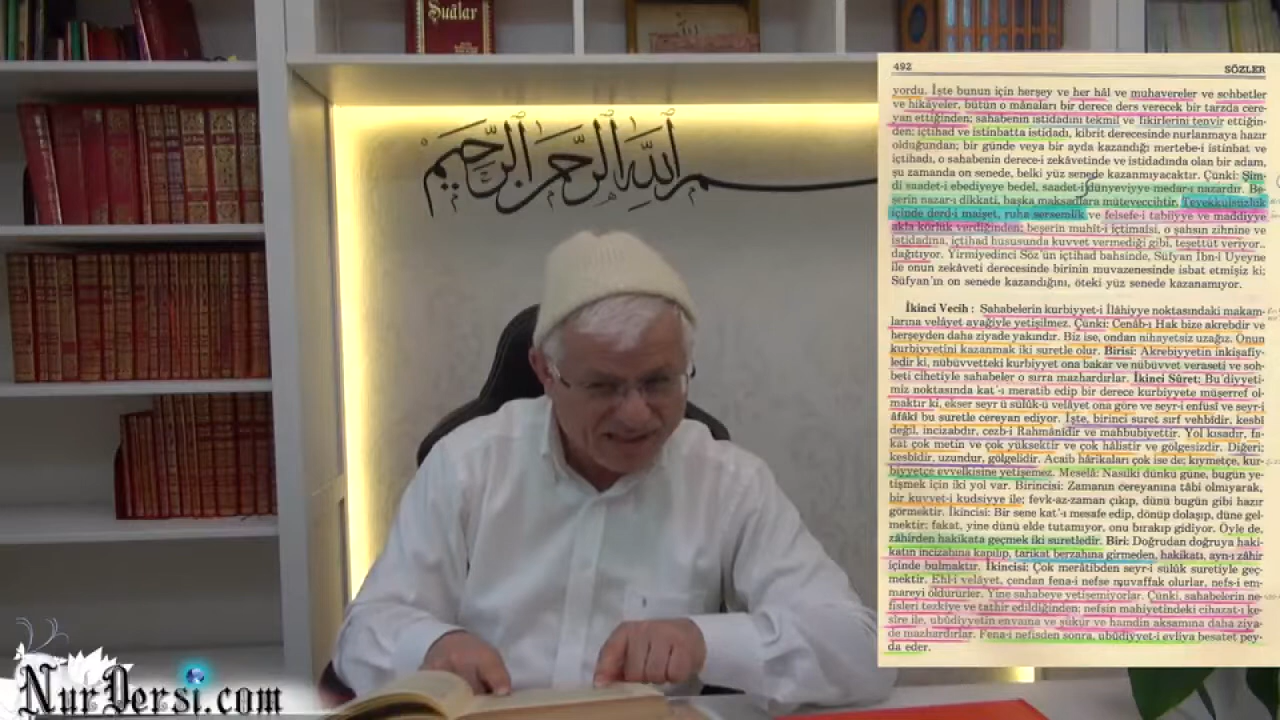 Şuâlar
بسم الله الرحمن الرحيم
492 SÖZLER
yordu. İşte bunun için herşey ve her hâl ve muhavereler ve sohbetler
ve hikâyeler, bütün o mânaları bir derece ders verecek bir tarzda cere-
yan ettiğinden; sahabenin istidadını tekmil ve fikirlerini tenvir ettiğin-
den; içtihad ve istinbatta istidadı, kibrit derecesinde nurlanmaya hazır
olduğundan; bir günde veya bir ayda kazandığı mertebe-i istinbat ve
içtihadı, o sahabenin derece-i zekâvetinde ve istidadında olan bir adam,
şu zamanda on senede, belki yüz senede kazanmıyacaktır. Çünki: Şim-
di saadet-i ebediyeye bedel, saadet-i dünyeviyye medar-ı nazardır. Be-
şerin nazar-ı dikkati, başka maksadlara müteveccihtir. Tevekkülsüzlük
içinde derd-i maişet, ruha sersemlik ve felsefe-i tabiiyye ve maddiyye
akla körlük verdiğinden; beşerin muhit-i içtimaîsi, o şahsın zihnine ve
istidadına, içtihad hususunda kuvvet vermediği gibi, teşettüt veriyor..
dağıtıyor. Yirmiyedinci Söz'ün içtihad bahsinde, Süfyan İbn-i Uyeyne
ile onun zekâveti derecesinde birinin muvazenesinde isbat etmişiz ki:
Süfyan'ın on senede kazandığını, öteki yüz senede kazanamıyor.
İkinci Vecih : Sahabelerin kurbiyyet-i İlâhiyye noktasındaki makam-
larına velâyet ayağiyle yetişilmez. Çünki: Cenâb-ı Hak bize akrebdir ve
herşeyden daha ziyade yakındır. Biz ise, ondan nihayetsiz uzağız. Onun
kurbiyyetini kazanmak iki suretle olur. Birisi: Akrebiyyetin inkişafiy-
ledir ki, nübüvvetteki kurbiyyet ona bakar ve nübüvvet veraseti ve soh-
beti cihetiyle sahabeler o sırra mazhardırlar. İkinci Sûret: Bu'diyyeti-
miz noktasında kat'-ı meratib edip bir derece kurbiyyete müşerref ol-
maktır ki, ekser seyr ü sülûk-ü velâyet ona göre ve seyr-i enfüsî ve seyr-i
âfâkî bu suretle cereyan ediyor. İşte, birinci suret sırf vehbîdir, kesbî
değil, incizabdır, cezb-i Rahmânîdir ve mahbubiyettir. Yol kısadır, fa-
kat çok metin ve çok yüksektir ve çok hâlistir ve gölgesizdir. Diğeri;
kesbîdir, uzundur, gölgelidir. Acaib hârikaları çok ise de; kıymetçe, kur-
biyyetçe evvelkisine yetişemez. Meselâ: Nasılki dünkü güne, bugün ye-
tişmek için iki yol var. Birincisi: Zamanın cereyanına tâbi olmıyarak,
bir kuvvet-i kudsiyye ile; fevk-az-zaman çıkıp, dünü bugün gibi hazır
görmektir. İkincisi: Bir sene kat'-ı mesafe edip, dönüp dolaşıp, düne gel-
mektir; fakat, yine dünü elde tutamıyor, onu bırakıp gidiyor. Öyle de,
zâhirden hakikata geçmek iki suretledir. Biri: Doğrudan doğruya haki-
katın incizabına kapılıp, tarikat berzahına girmeden, hakikatı, ayn-ı zâhir
içinde bulmaktır. İkincisi: Çok merâtibden seyr-i sülûk suretiyle geç-
mektir. Ehl-i velâyet, çendan fena-i nefse muvaffak olurlar, nefs-i em-
mareyi öldürürler. Yine sahabeye yetişemiyorlar. Çünki, sahabelerin ne-
fisleri tezkiye ve tathir edildiğinden; nefsin mahiyetindeki cihazat-ı ke-
sîre ile, ubûdiyyetin envaına ve şükür ve hamdin aksamına daha ziya-
de mazhardırlar. Fena-i nefisden sonra, ubûdiyyet-i evliya besatet pey-
da eder.
NurDersi.com